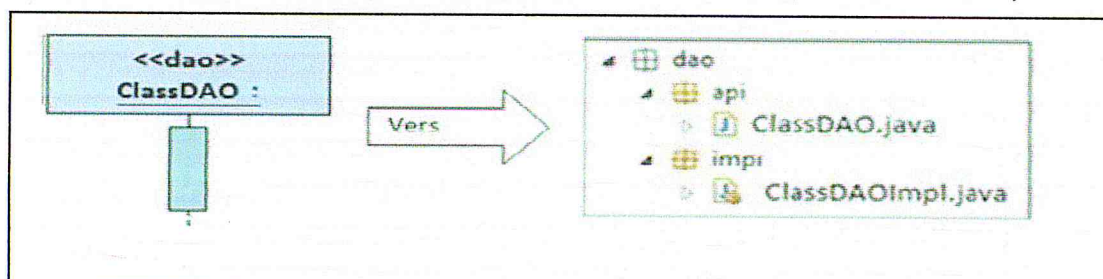 <<dao>>
ClassDAO :
Vers
dao
api
ClassDAO.java
impl
ClassDAOImpl.java